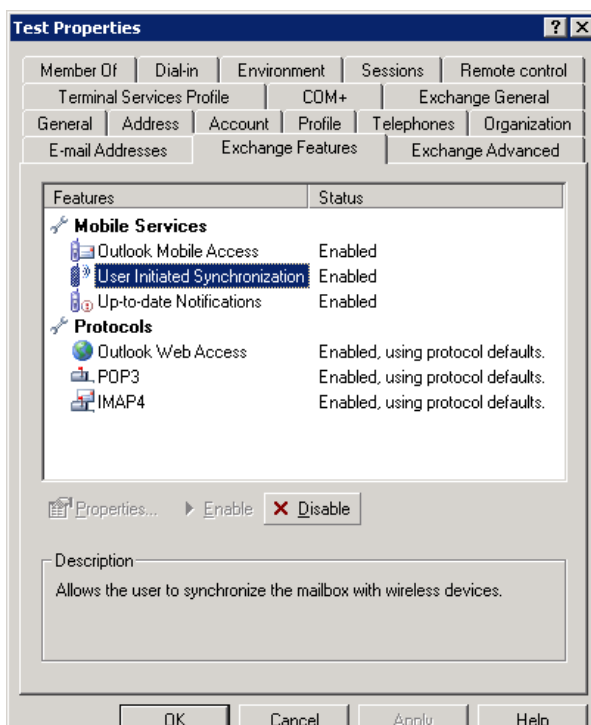 Test Properties
Member Of Dial-in Environment Sessions Remote control
Terminal Services Profile COM+ Exchange General
General Address Account Profile Telephones Organization
E-mail Addresses Exchange Features Exchange Advanced
Features Status
Mobile Services
Outlook Mobile Access Enabled
User Initiated Synchronization Enabled
Up-to-date Notifications Enabled
Protocols
Outlook Web Access Enabled, using protocol defaults.
POP3 Enabled, using protocol defaults.
IMAP4 Enabled, using protocol defaults.
Properties... Enable Disable
Description
Allows the user to synchronize the mailbox with wireless devices.
OK Cancel Apply Help